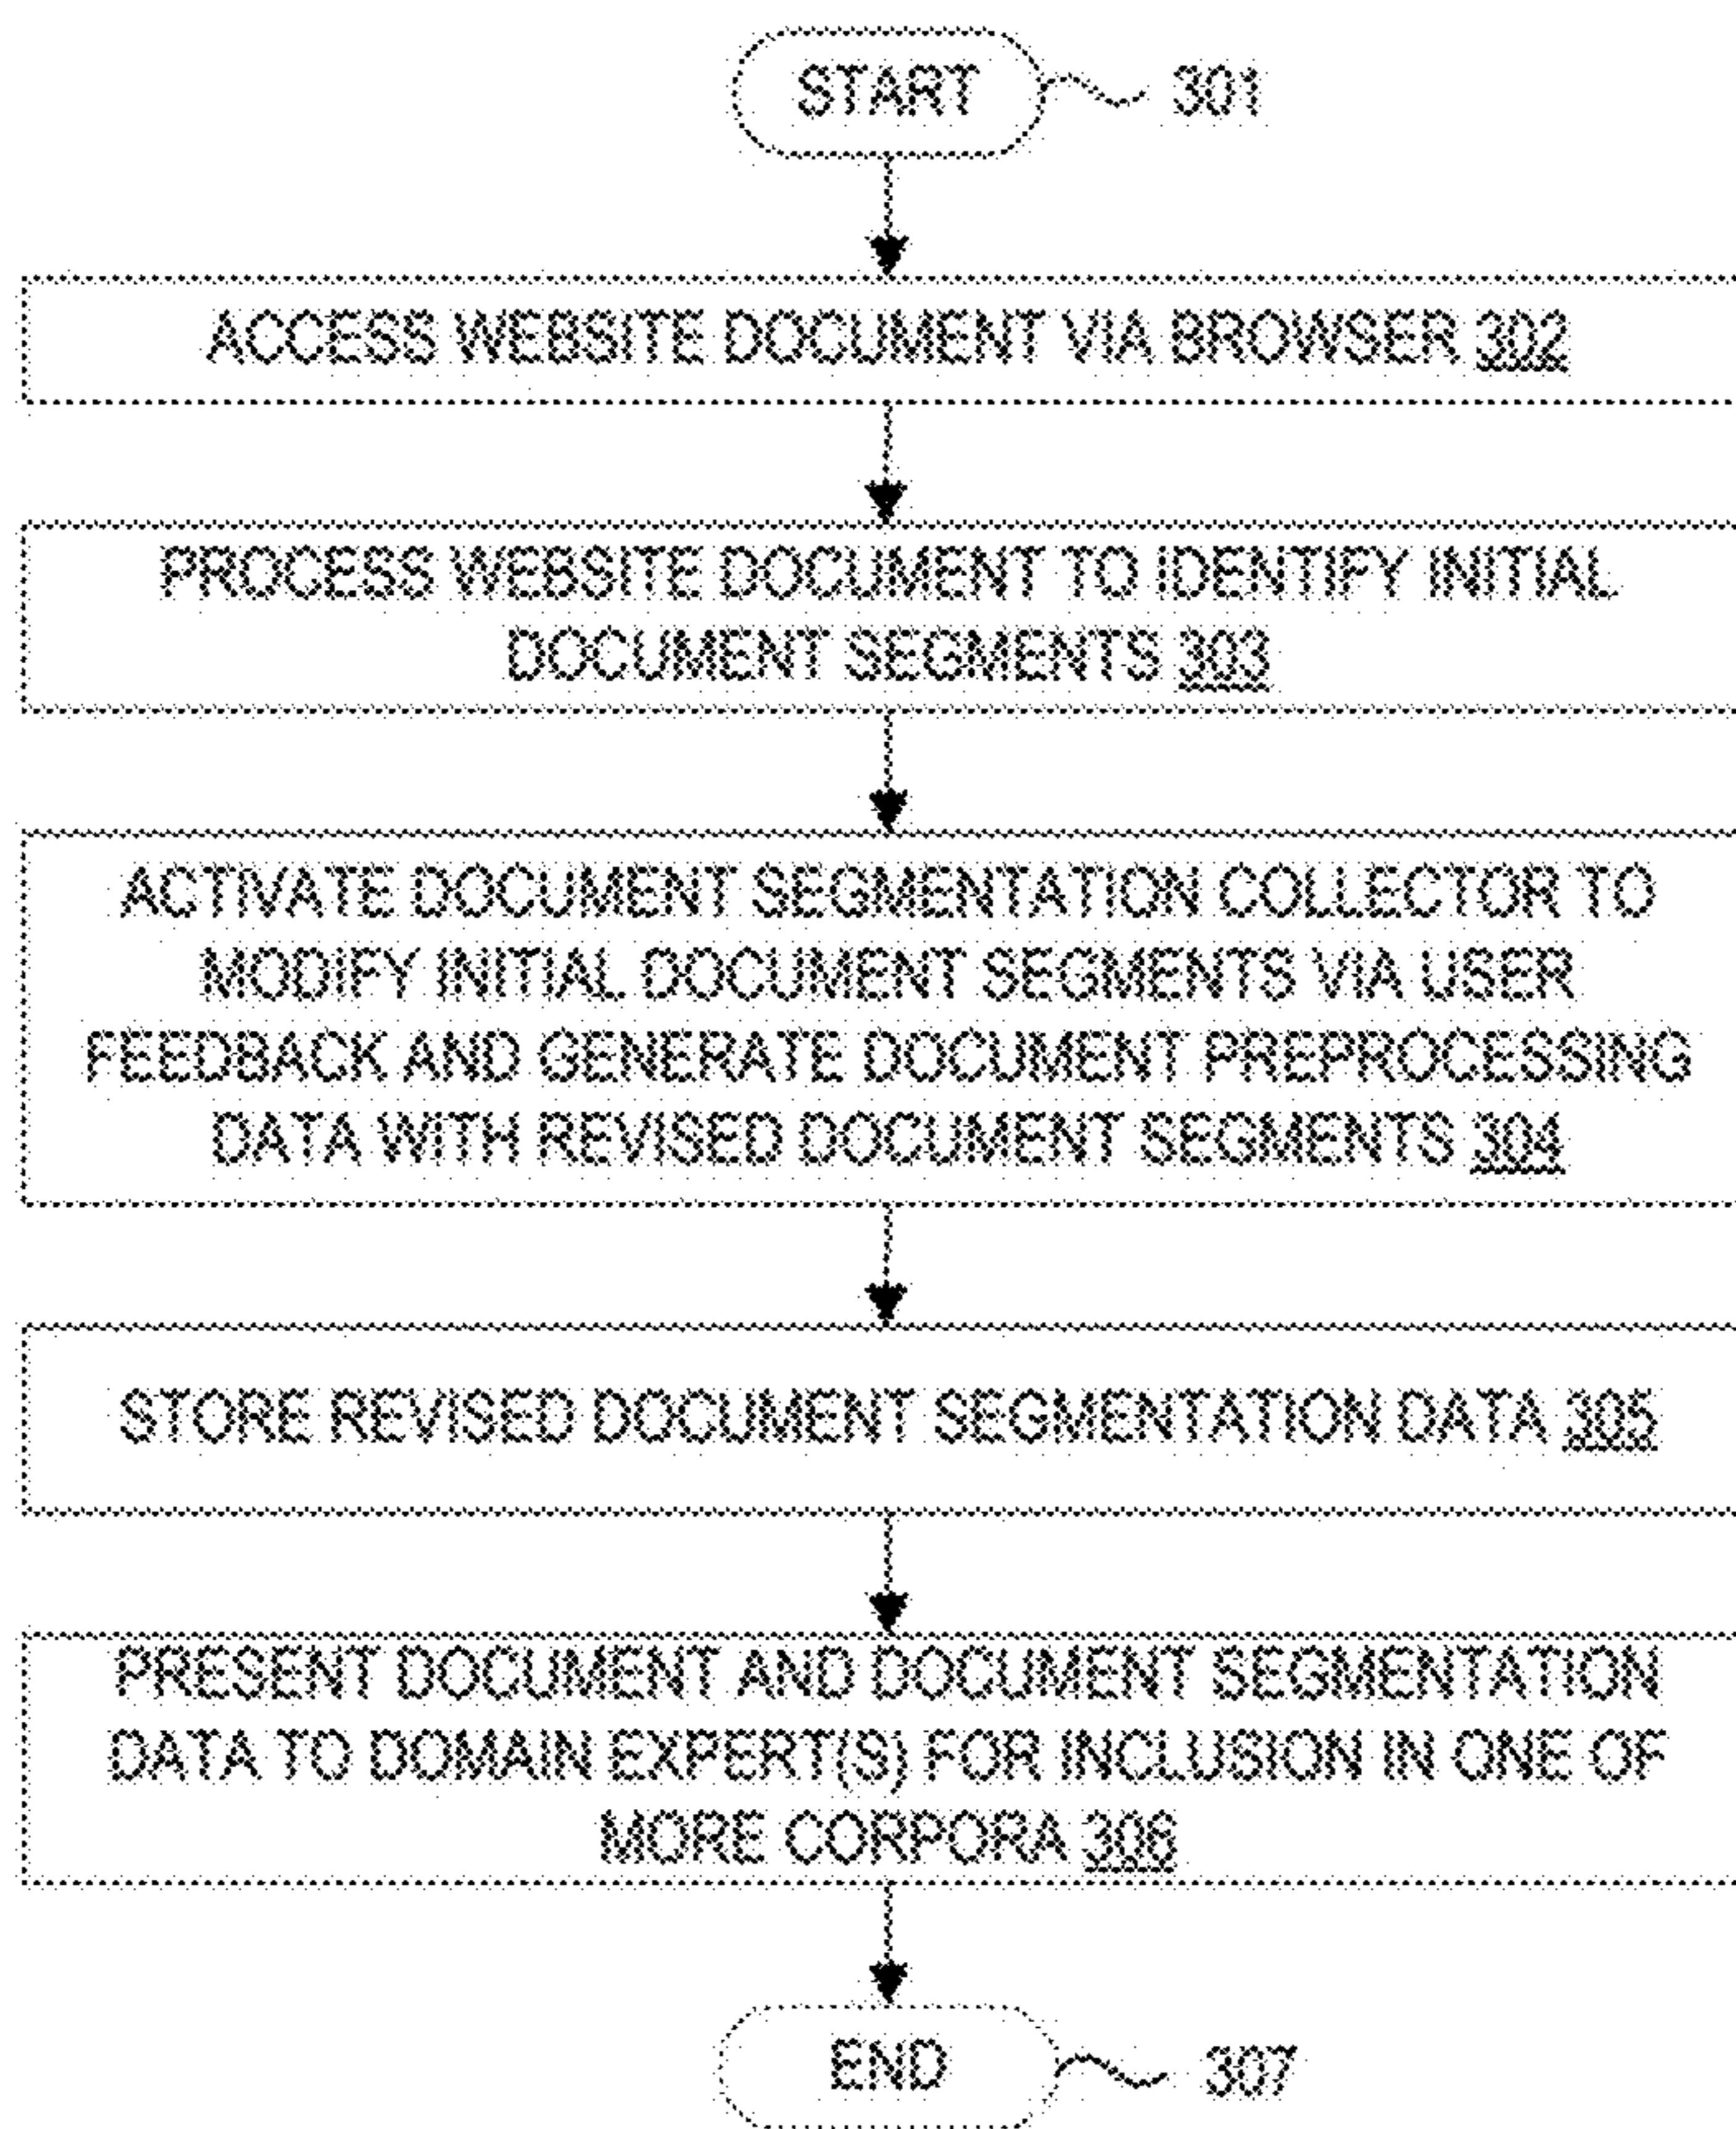 START 301
ACCESS WEBSITE DOCUMENT VIA BROWSER 302
PROCESS WEBSITE DOCUMENT TO IDENTIFY INITIAL
DOCUMENT SEGMENTS 303
ACTIVATE DOCUMENT SEGMENTATION COLLECTOR TO
MODIFY INITIAL DOCUMENT SEGMENTS VIA USER
FEEDBACK AND GENERATE DOCUMENT PREPROCESSING
DATA WITH REVISED DOCUMENT SEGMENTS 304
STORE REVISED DOCUMENT SEGMENTATION DATA 305
PRESENT DOCUMENT AND DOCUMENT SEGMENTATION
DATA TO DOMAIN EXPERT(S) FOR INCLUSION IN ONE OF
MORE CORPORA 306
END 307